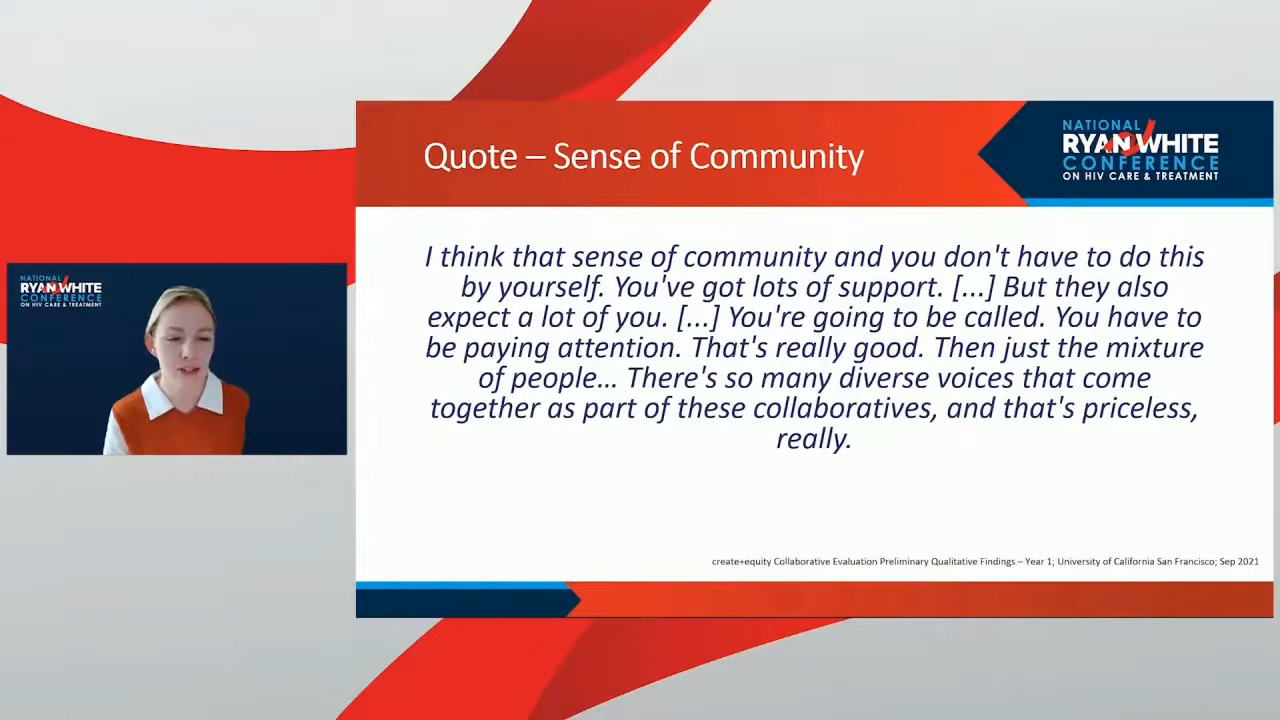 Quote – Sense of Community
NATIONAL
RYAN WHITE
CONFERENCE
ON HIV CARE & TREATMENT
I think that sense of community and you don't have to do this
by yourself. You've got lots of support. [...] But they also
expect a lot of you. [...] You're going to be called. You have to
be paying attention. That's really good. Then just the mixture
of people… There's so many diverse voices that come
together as part of these collaboratives, and that's priceless,
really.
create+equity Collaborative Evaluation Preliminary Qualitative Findings – Year 1; University of California San Francisco; Sep 2021
NATIONAL
RYAN WHITE
CONFERENCE
ON HIV CARE & TREATMENT